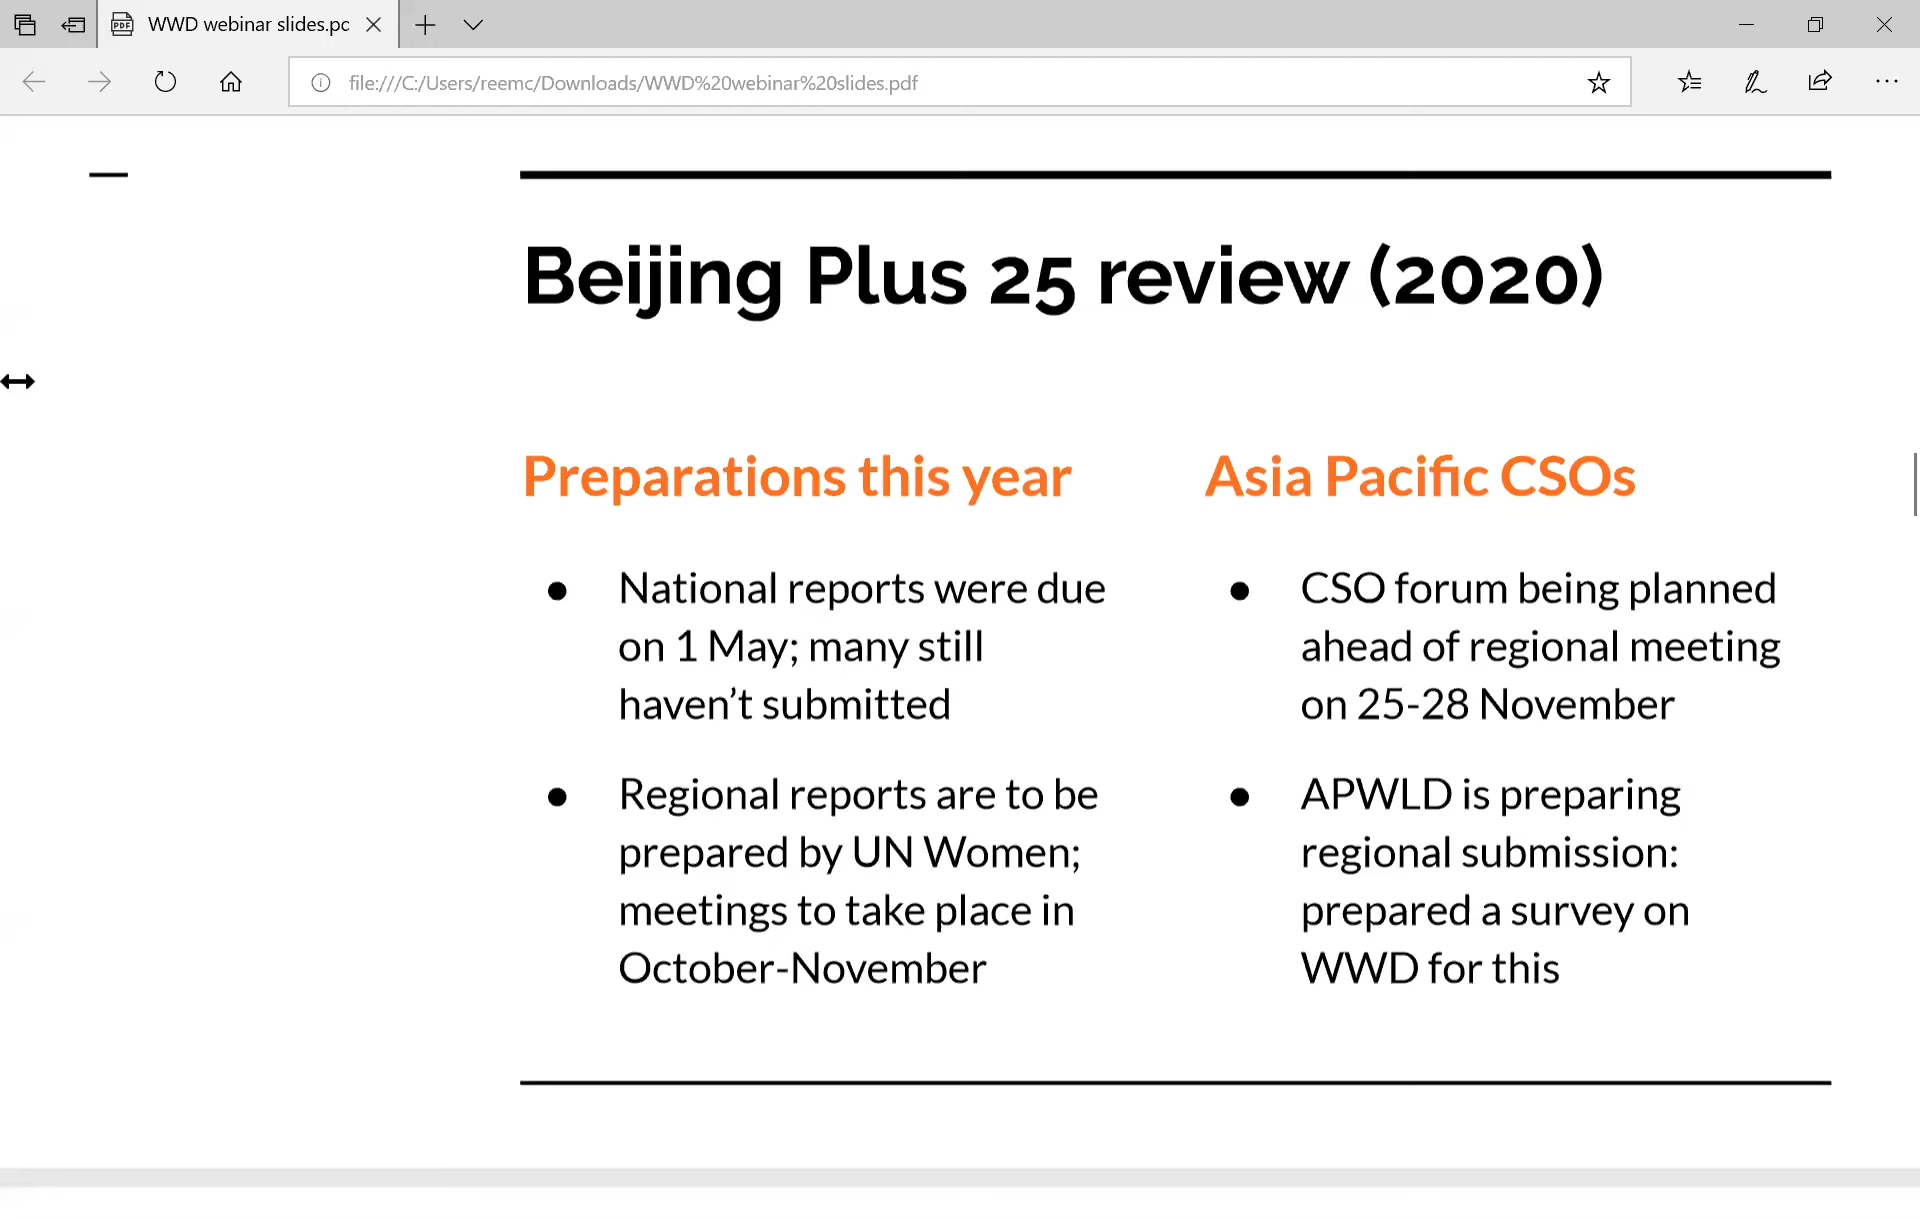 WWD webinar slides.pc
file:///C:/Users/reemc/Downloads/WWD%20webinar%20slides.pdf
Beijing Plus 25 review (2020)
Preparations this year
● National reports were due
on 1 May; many still
haven’t submitted
● Regional reports are to be
prepared by UN Women;
meetings to take place in
October-November
Asia Pacific CSOs
● CSO forum being planned
ahead of regional meeting
on 25-28 November
● APWLD is preparing
regional submission:
prepared a survey on
WWD for this